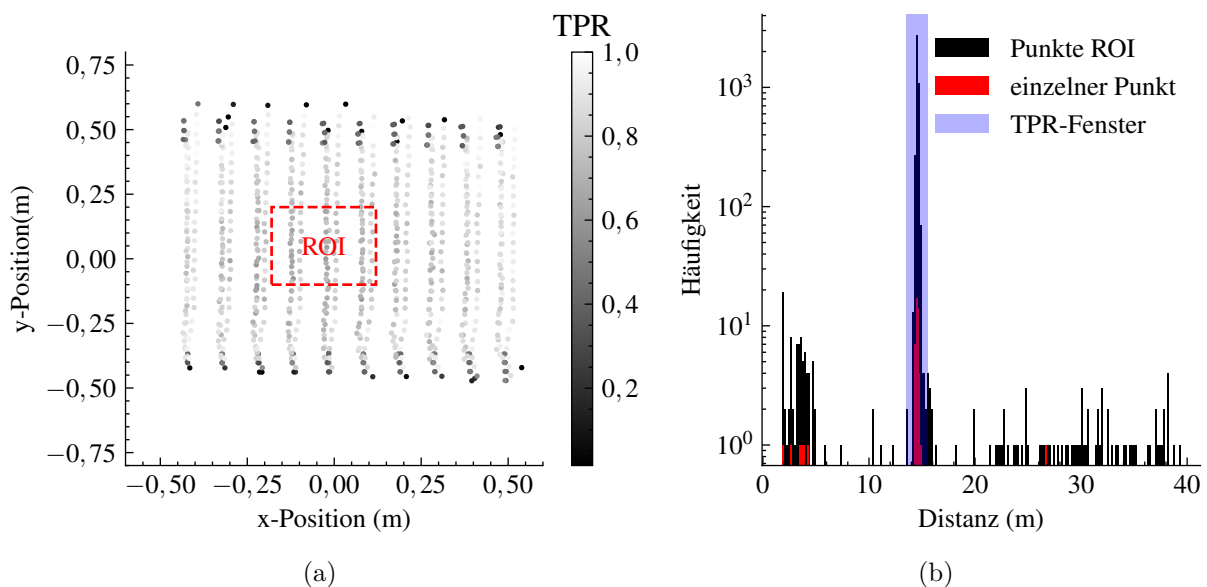 TPR
0,75
0,50
0,25
0,00
−0,25
−0,50
−0,75
y-Position(m)
ROI
−0,50 −0,25 0,00 0,25 0,50
x-Position (m)
1,0
0,8
0,6
0,4
0,2
(a)
Punkte ROI
einzelner Punkt
TPR-Fenster
10³
10²
10¹
10⁰
Häufigkeit
0 10 20 30 40
Distanz (m)
(b)